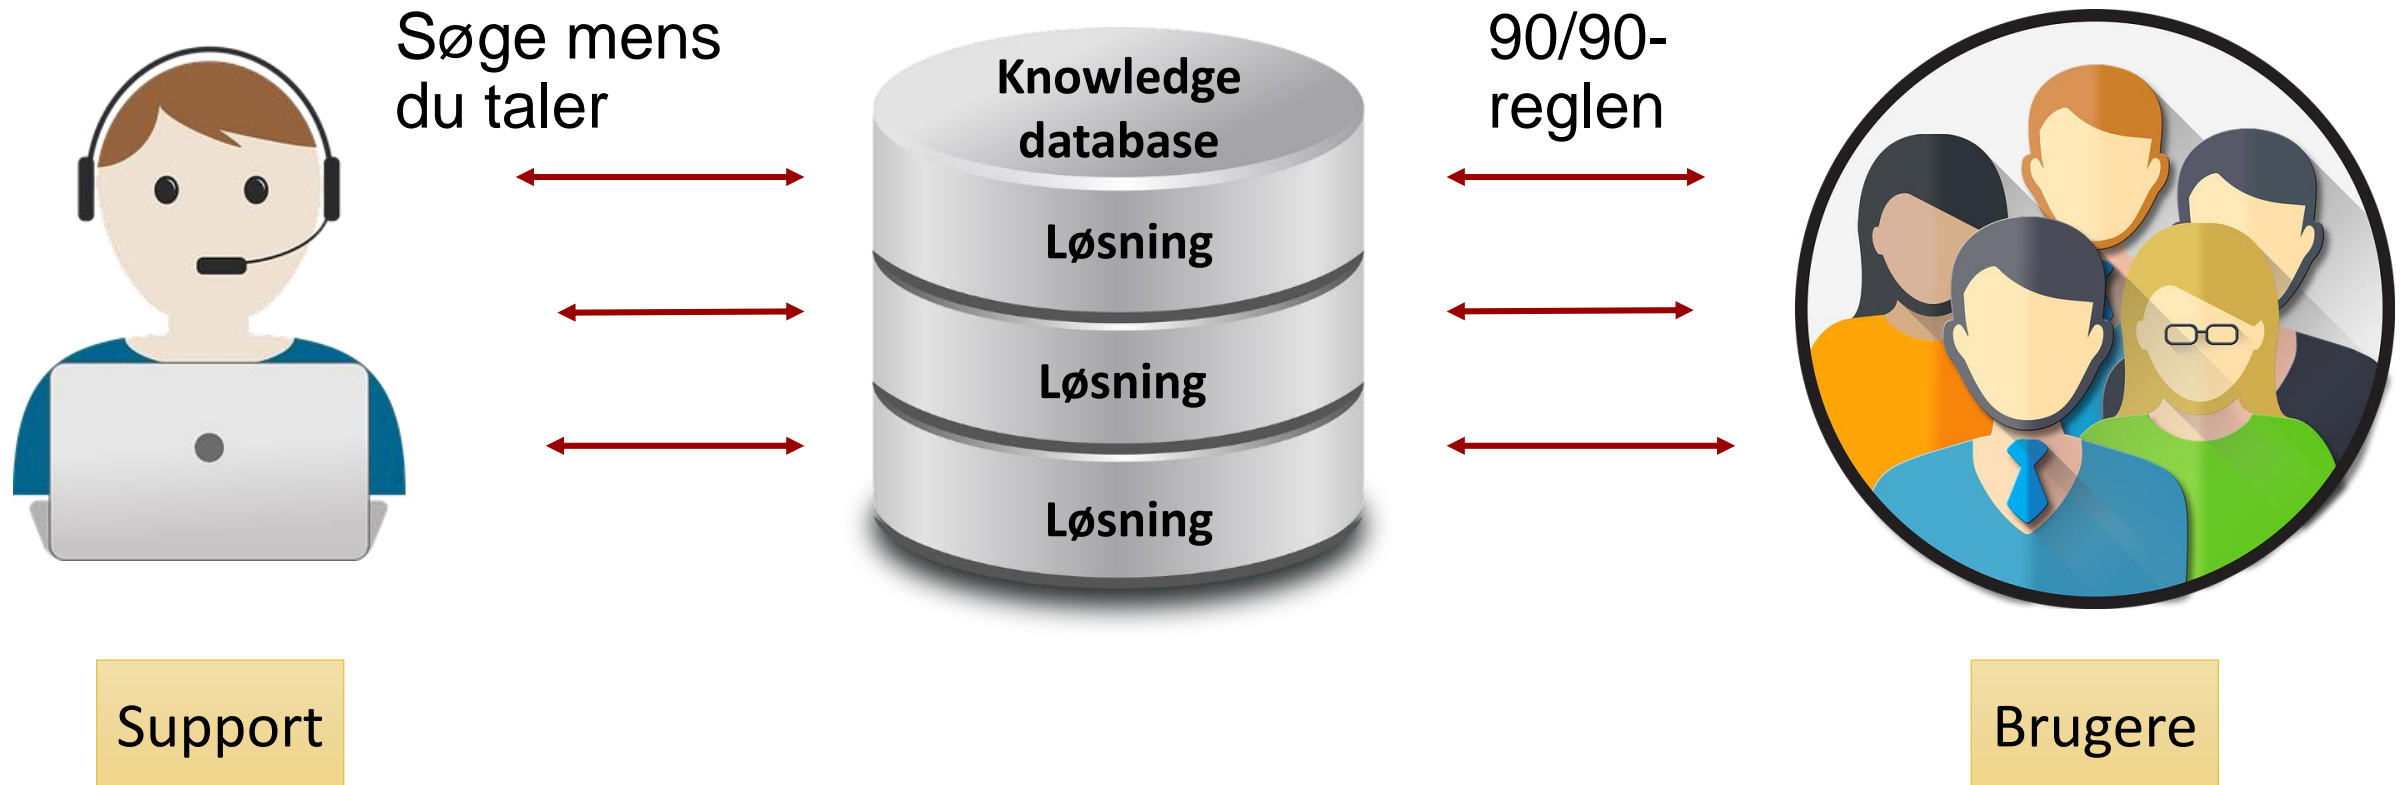 Søge mens
du taler
Knowledge
database
Løsning
Løsning
Løsning
90/90-
reglen
Support
Brugere